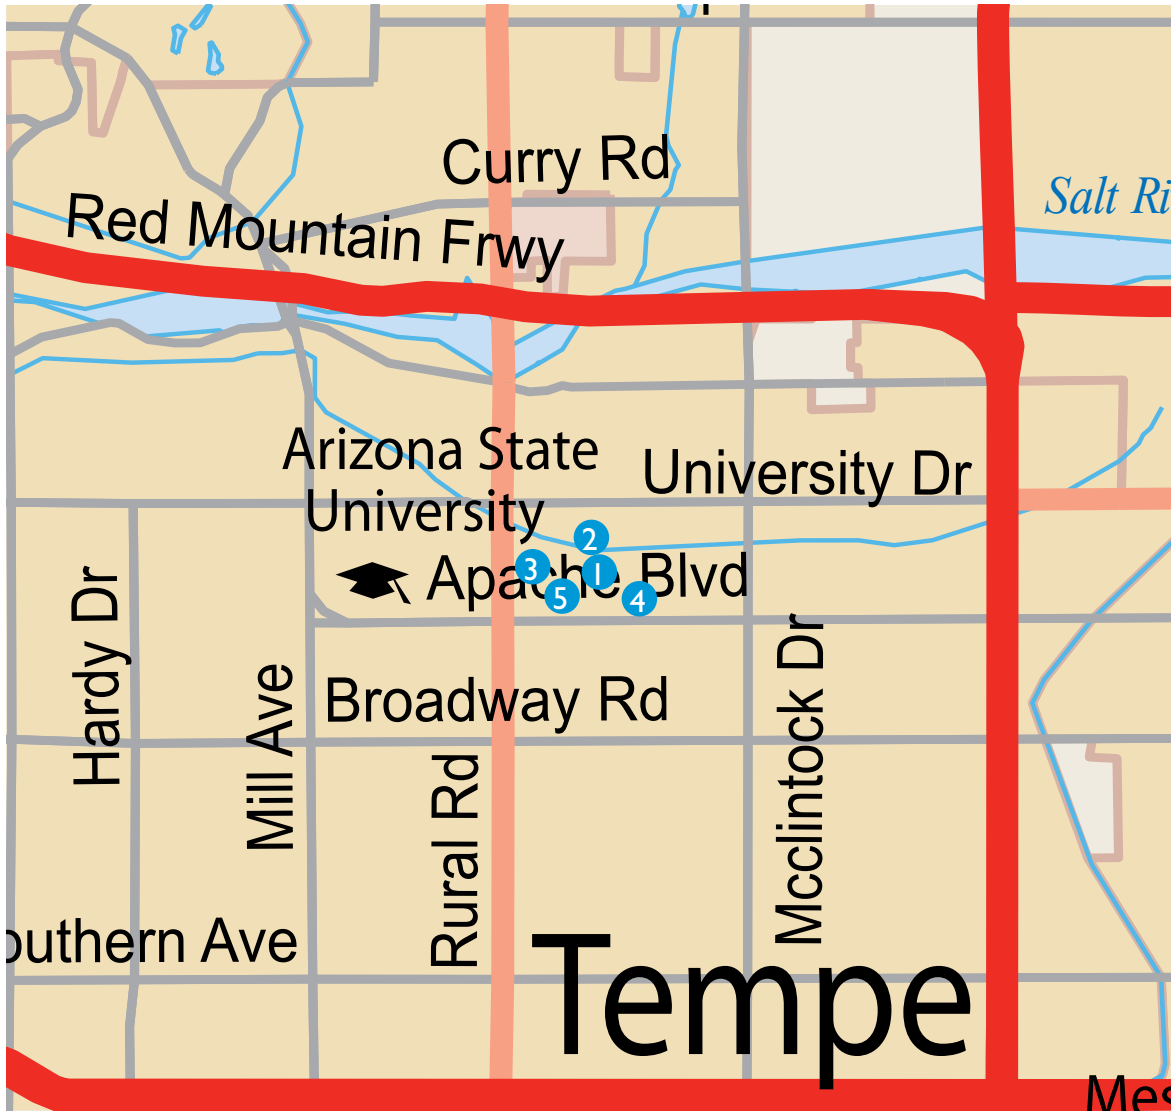 Curry Rd
Salt Ri
Red Mountain Frwy
Arizona State
University
University Dr
2
3
1
Apache Blvd
5
4
Hardy Dr
Mill Ave
Broadway Rd
Rural Rd
Mcclintock Dr
outhern Ave
Tempe
Mes